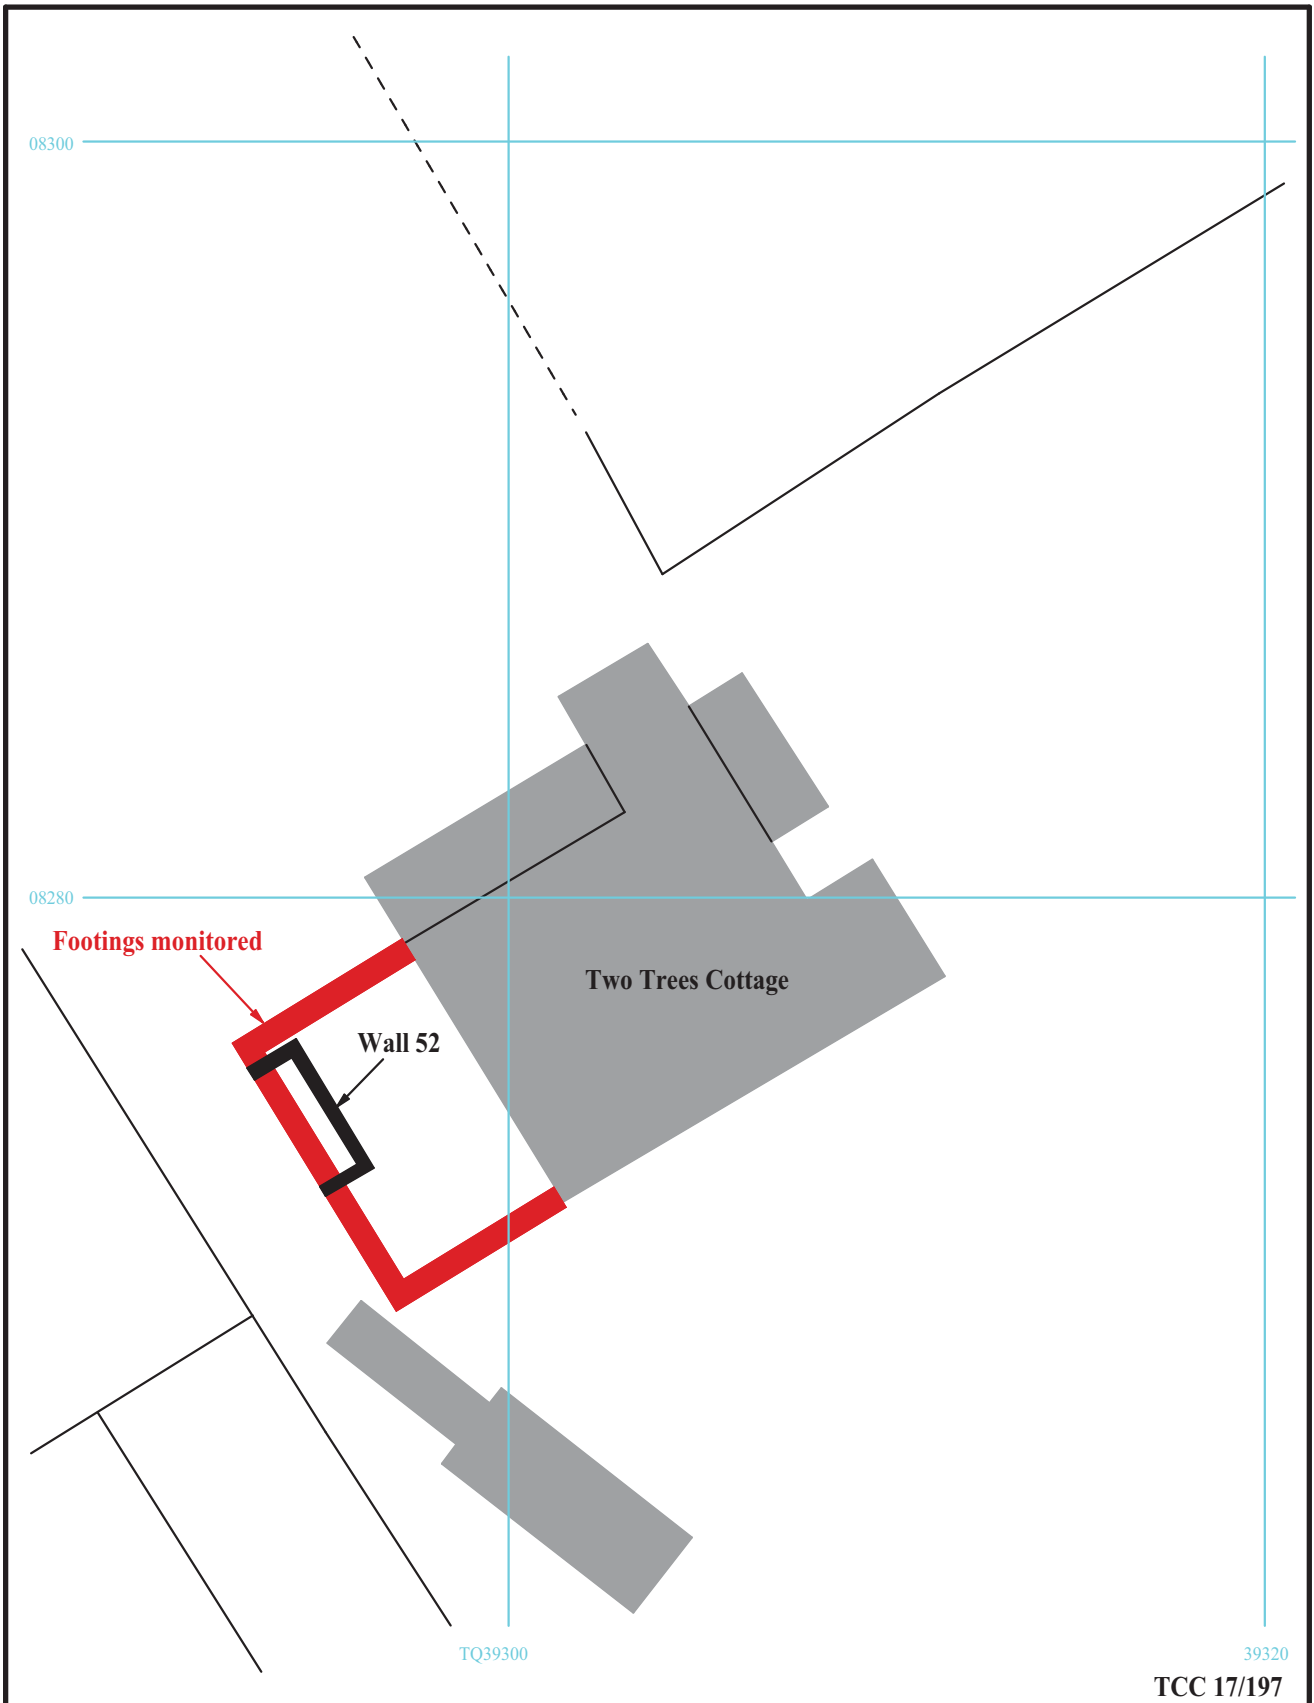 08300
08280
Footings monitored
Two Trees Cottage
Wall 52
TQ39300
39320
TCC 17/197